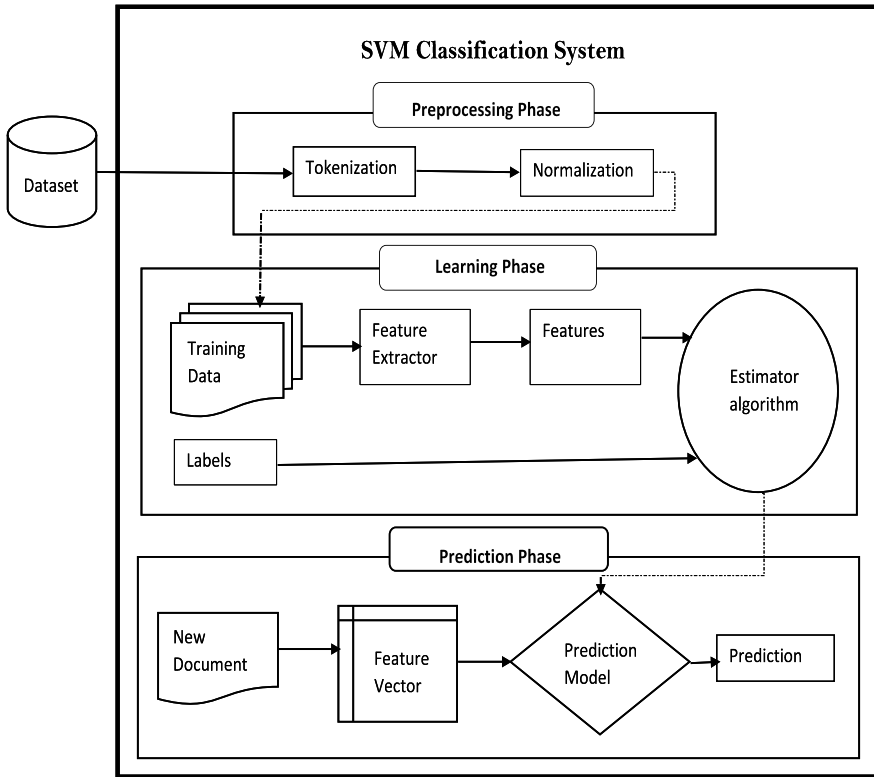 SVM Classification System
Preprocessing Phase
Dataset
Tokenization
Normalization
Learning Phase
Training
Data
Feature
Extractor
Features
Estimator
algorithm
Labels
Prediction Phase
New
Document
Feature
Vector
Prediction
Model
Prediction